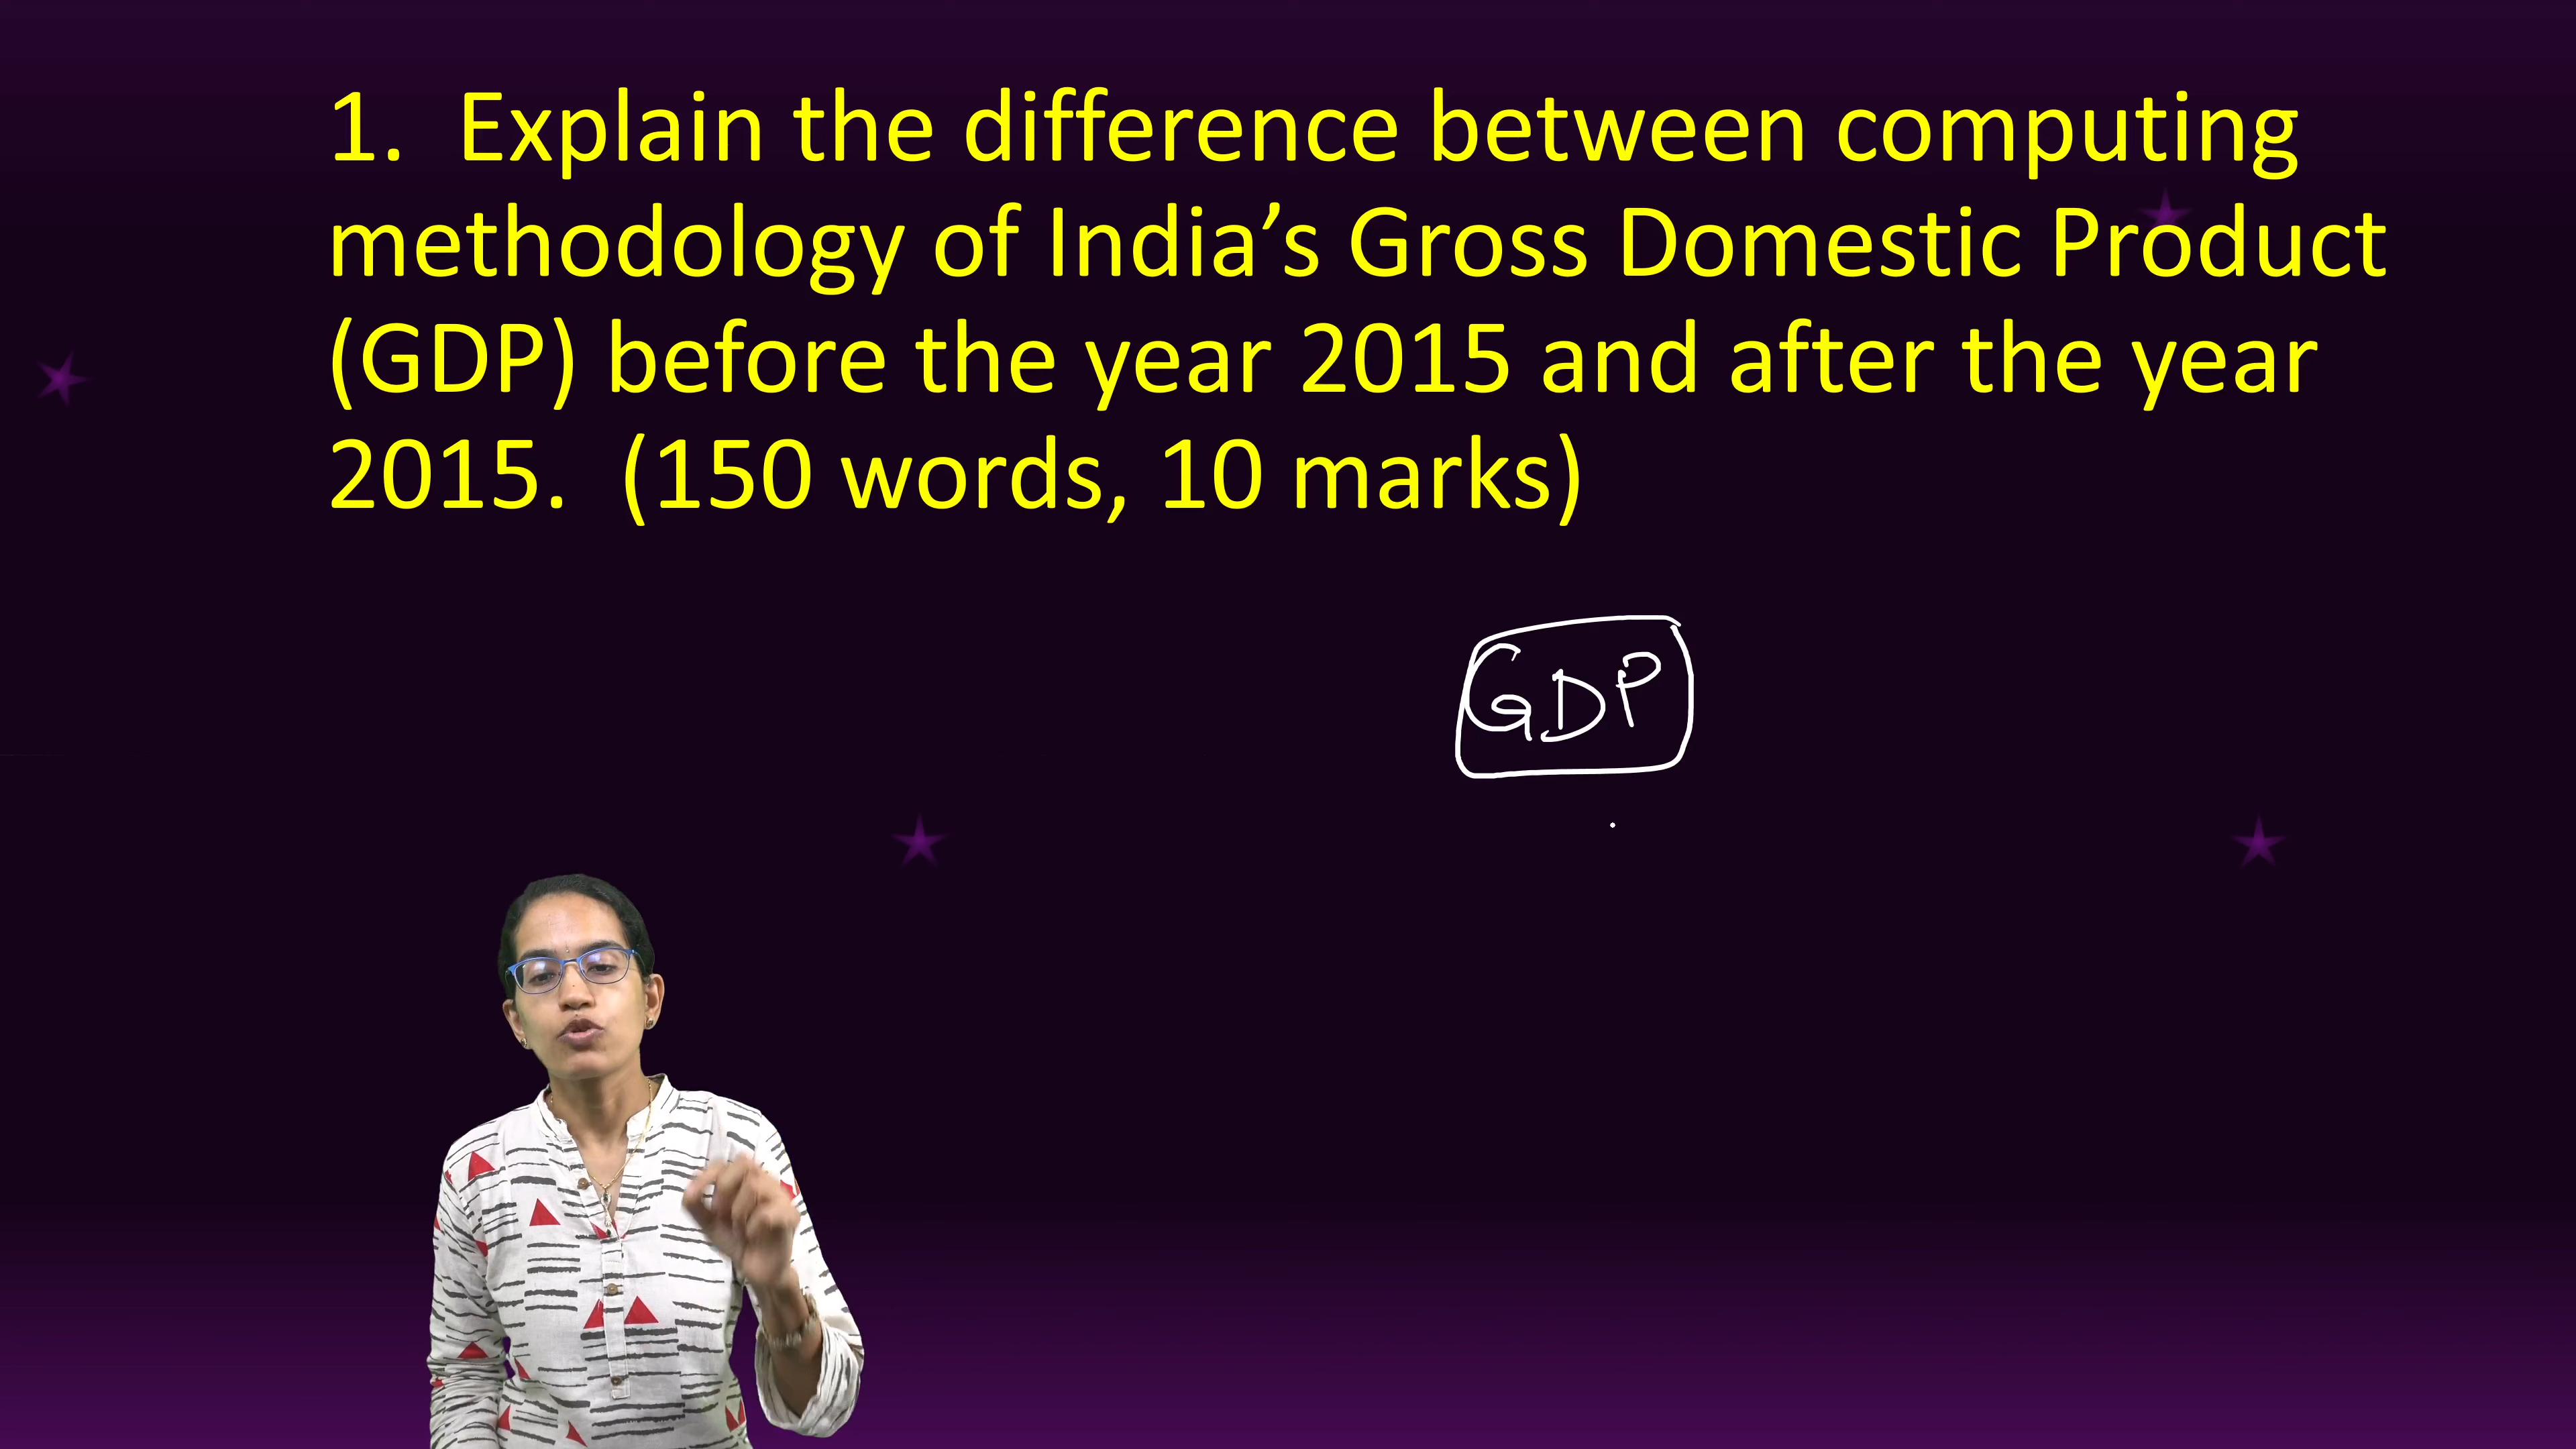 1. Explain the difference between computing
methodology of India’s Gross Domestic Product
(GDP) before the year 2015 and after the year
2015. (150 words, 10 marks)
GDP